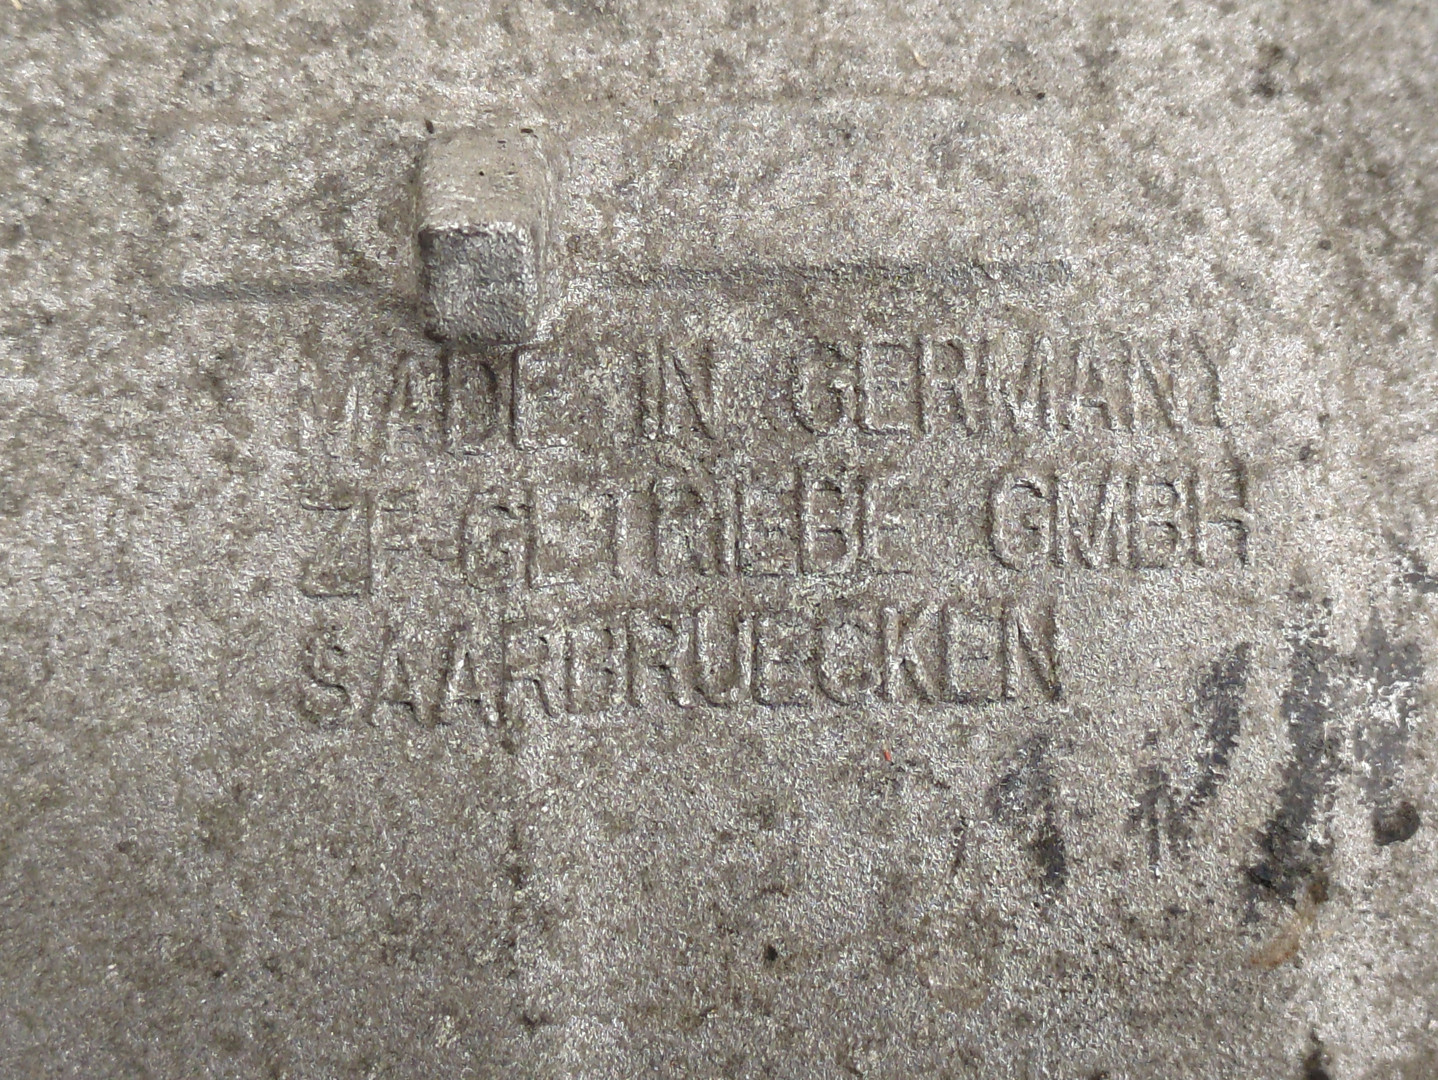 MADE IN GERMANY
ZF-GETRIEBE GMBH
SAARBRUECKEN